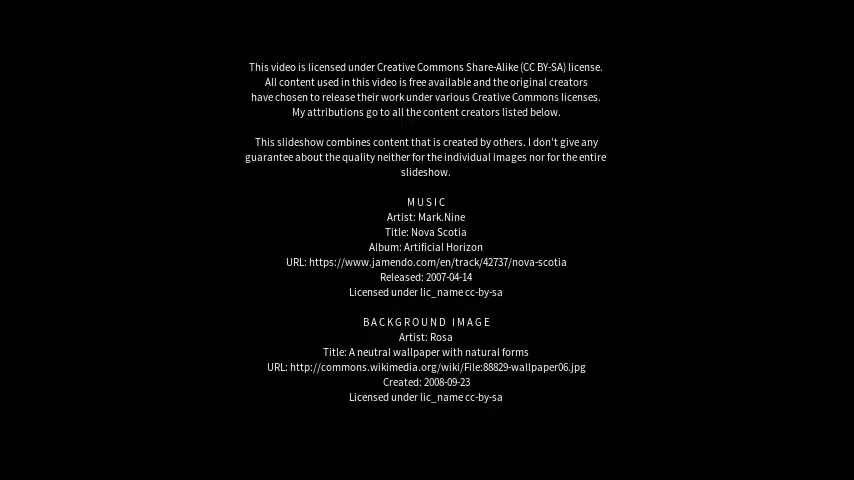 This video is licensed under Creative Commons Share-Alike (CC BY-SA) license.
All content used in this video is free available and the original creators
have chosen to release their work under various Creative Commons licenses.
My attributions go to all the content creators listed below.
This slideshow combines content that is created by others. I don't give any
guarantee about the quality neither for the individual images nor for the entire
slideshow.
M U S I C
Artist: Mark.Nine
Title: Nova Scotia
Album: Artificial Horizon
URL: https://www.jamendo.com/en/track/42737/nova-scotia
Released: 2007-04-14
Licensed under lic_name cc-by-sa
B A C K G R O U N D   I M A G E
Artist: Rosa
Title: A neutral wallpaper with natural forms
URL: http://commons.wikimedia.org/wiki/File:88829-wallpaper06.jpg
Created: 2008-09-23
Licensed under lic_name cc-by-sa